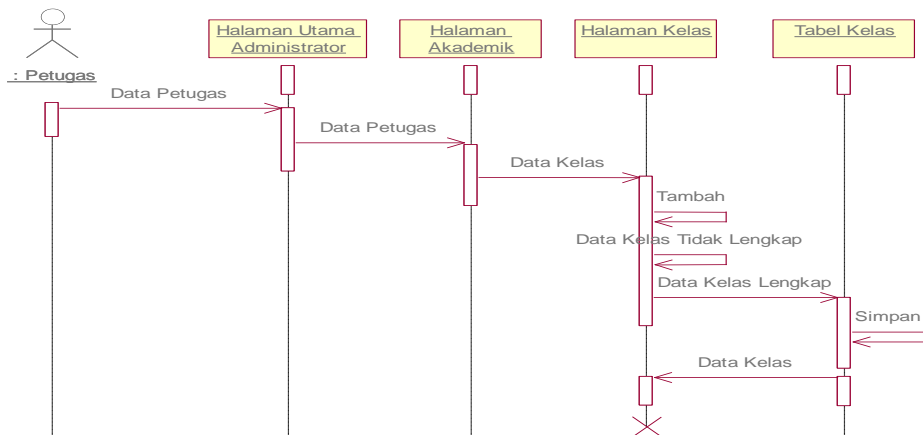 Halaman Utama
Administrator
Halaman
Akademik
Halaman Kelas
Tabel Kelas
: Petugas
Data Petugas
Data Petugas
Data Kelas
Tambah
Data Kelas Tidak Lengkap
Data Kelas Lengkap
Simpan
Data Kelas